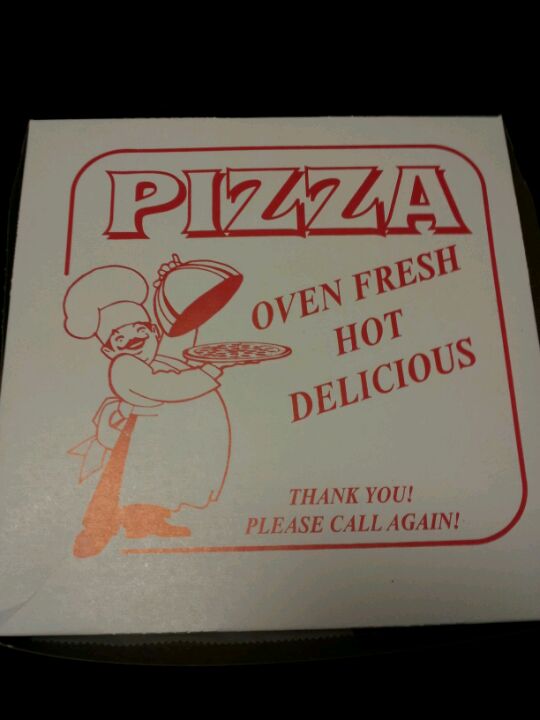 PIZZA
OVEN FRESH
HOT
DELICIOUS
THANK YOU!
PLEASE CALL AGAIN!